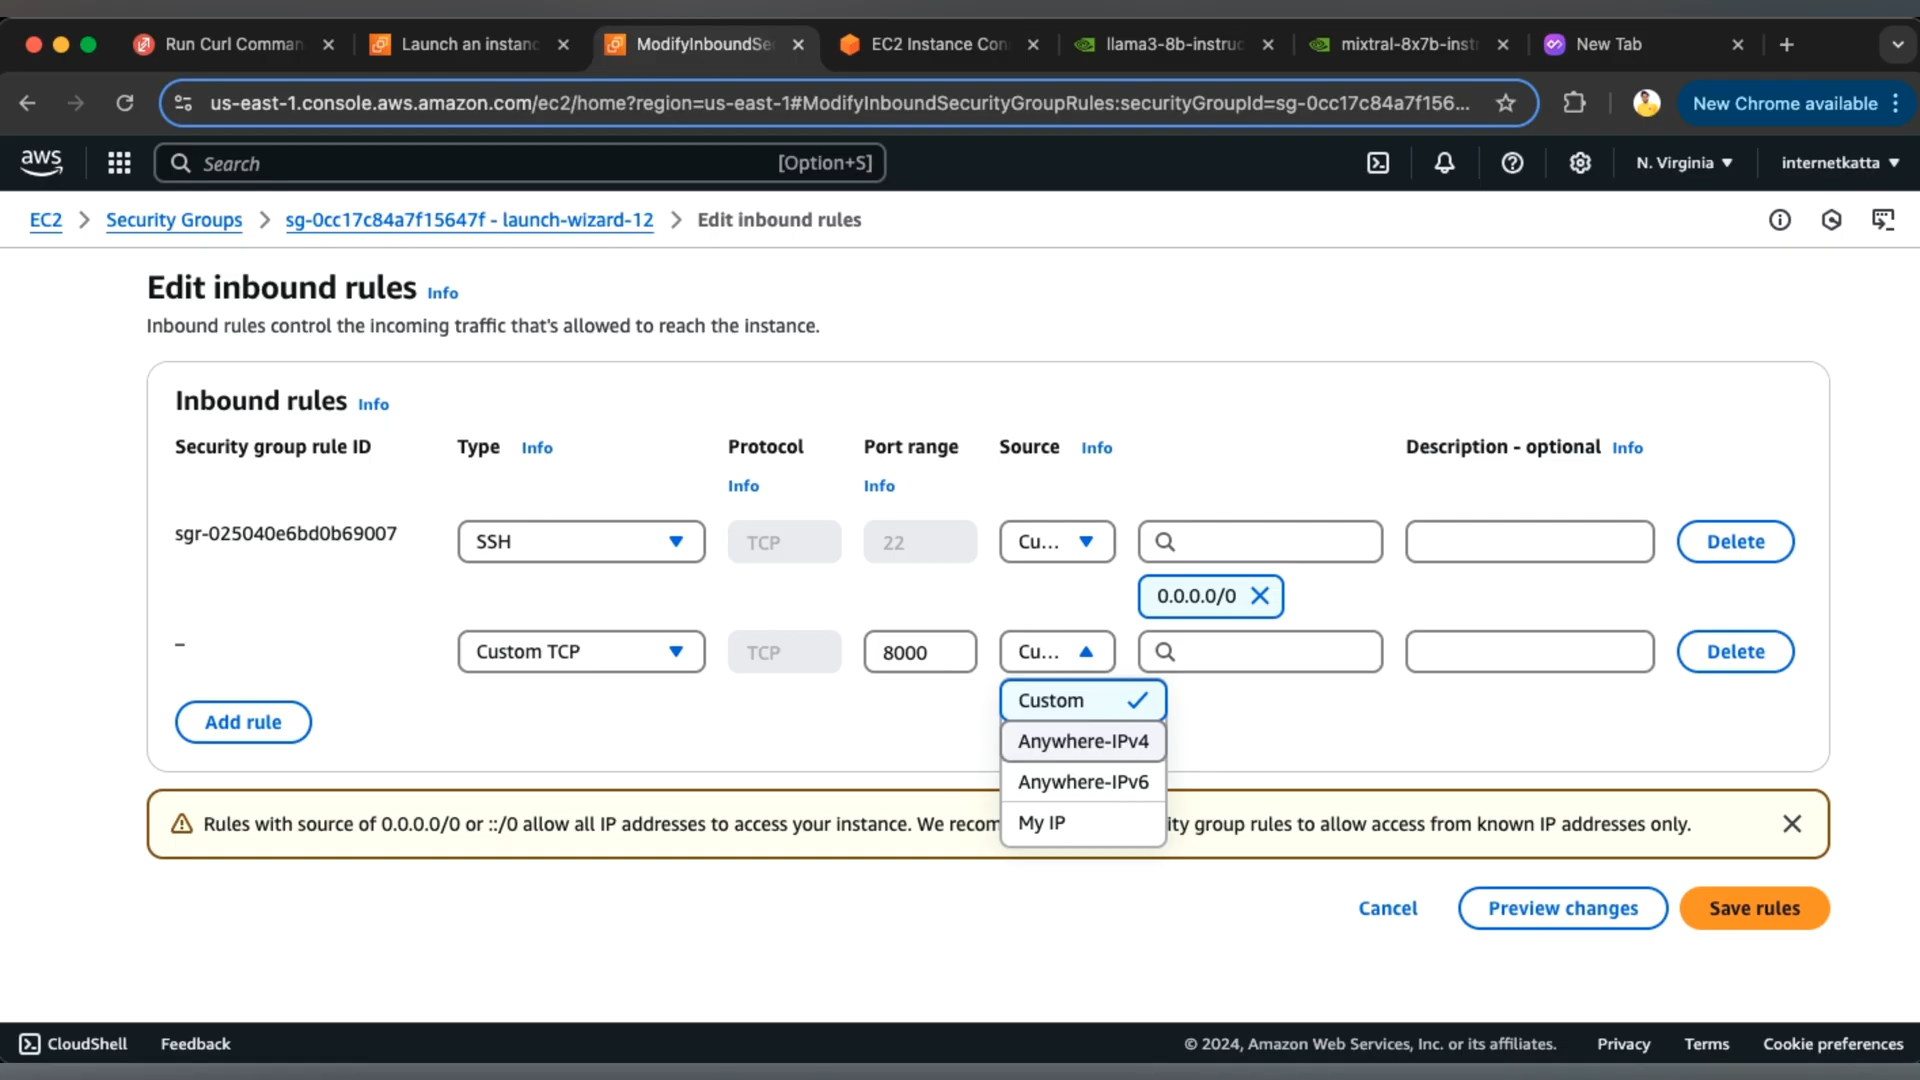 Run Curl Comman
Launch an instanc
ModifyInboundSe
EC2 Instance Con
llama3-8b-instruc
mixtral-8x7b-inst
New Tab
us-east-1.console.aws.amazon.com/ec2/home?region=us-east-1#ModifyInboundSecurityGroupRules:securityGroupId=sg-0cc17c84a7f156...
New Chrome available
aws
Search
[Option+S]
N. Virginia
internetkatta
EC2
Security Groups
sg-0cc17c84a7f15647f - launch-wizard-12
Edit inbound rules
Edit inbound rules Info
Inbound rules control the incoming traffic that's allowed to reach the instance.
Inbound rules Info
Security group rule ID
Type Info
Protocol
Info
Port range
Info
Source Info
Description - optional Info
sgr-025040e6bd0b69007
SSH
TCP
22
Cu...
Delete
0.0.0.0/0
–
Custom TCP
TCP
8000
Cu...
Delete
Custom
Anywhere-IPv4
Anywhere-IPv6
My IP
Add rule
Rules with source of 0.0.0.0/0 or ::/0 allow all IP addresses to access your instance. We recom
ity group rules to allow access from known IP addresses only.
Cancel
Preview changes
Save rules
CloudShell
Feedback
© 2024, Amazon Web Services, Inc. or its affiliates.
Privacy
Terms
Cookie preferences